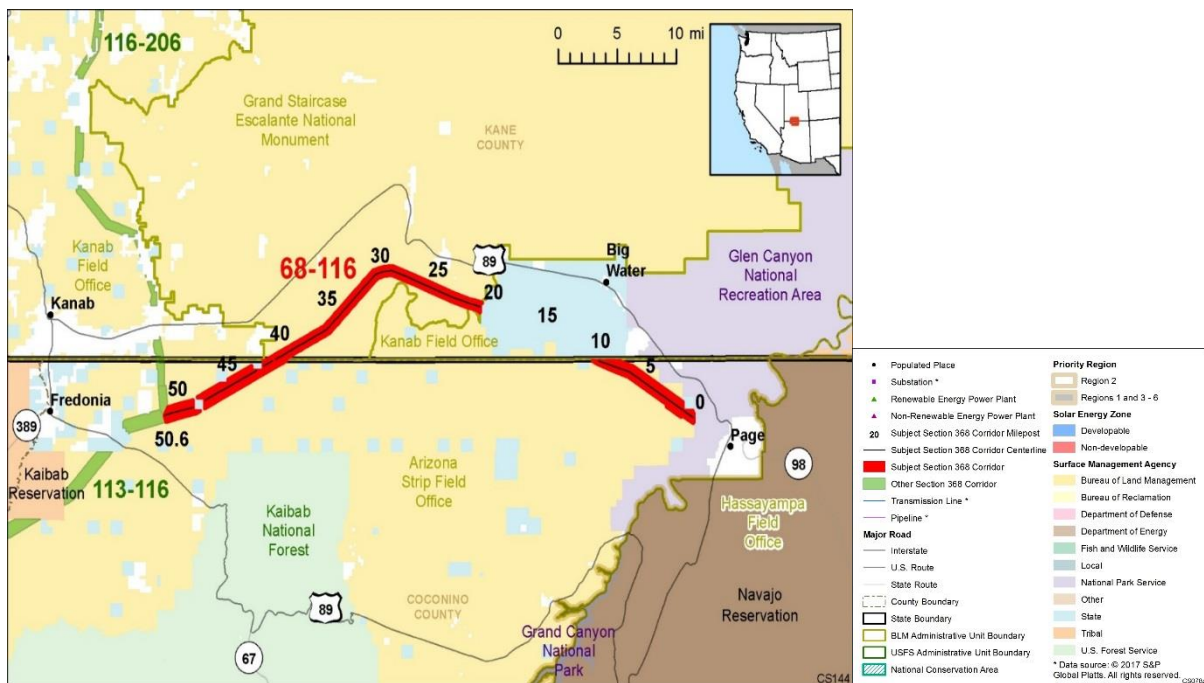 116-206
0 5 10 mi
Grand Staircase
Escalante National
Monument
KANE
COUNTY
Kanab
Field
Office
68-116
30
25
89
Big
Water
Glen Canyon
National
Recreation Area
Kanab
35
20
15
40
Kanab Field Office
10
45
5
50
0
Fredonia
389
50.6
Page
Kaibab
Reservation
113-116
Arizona
Strip Field
Office
98
Kaibab
National
Forest
Hassayampa
Field
Office
89
COCONINO
COUNTY
Navajo
Reservation
67
Grand Canyon
National
Park
CS144
Populated Place
Substation *
Renewable Energy Power Plant
Non-Renewable Energy Power Plant
20 Subject Section 368 Corridor Milepost
Subject Section 368 Corridor Centerline
Subject Section 368 Corridor
Other Section 368 Corridor
Transmission Line *
Pipeline *
Major Road
Interstate
U.S. Route
State Route
County Boundary
State Boundary
BLM Administrative Unit Boundary
USFS Administrative Unit Boundary
National Conservation Area
Priority Region
Region 2
Regions 1 and 3 - 6
Solar Energy Zone
Developable
Non-developable
Surface Management Agency
Bureau of Land Management
Bureau of Reclamation
Department of Defense
Department of Energy
Fish and Wildlife Service
Local
National Park Service
Other
State
Tribal
U.S. Forest Service
* Data source: © 2017 S&P
Global Platts. All rights reserved.